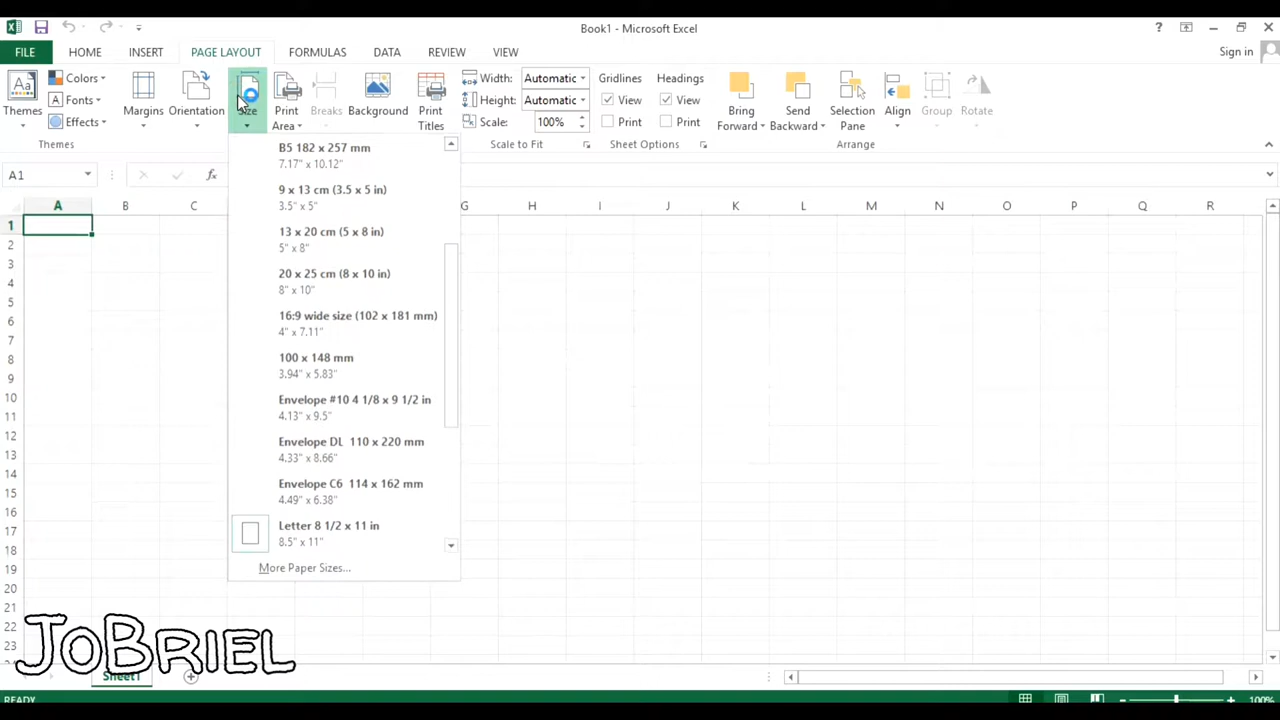 Book1 - Microsoft Excel
?
FILE HOME INSERT PAGE LAYOUT FORMULAS DATA REVIEW VIEW Sign in
Themes
Colors
Fonts
Effects
Themes
Margins
Orientation
Size
Print Area
Breaks
Background
Print Titles
Width: Automatic
Height: Automatic
Scale: 100%
Scale to Fit
Gridlines
View
Print
Headings
View
Print
Sheet Options
Bring Forward
Send Backward
Selection Pane
Align
Group
Rotate
Arrange
A1
fx
A B C G H I J K L M N O P Q R
1
2
3
4
5
6
7
8
9
10
11
12
13
14
15
16
17
18
19
20
21
22
23
B5 182 x 257 mm
7.17" x 10.12"
9 x 13 cm (3.5 x 5 in)
3.5" x 5"
13 x 20 cm (5 x 8 in)
5" x 8"
20 x 25 cm (8 x 10 in)
8" x 10"
16:9 wide size (102 x 181 mm)
4" x 7.11"
100 x 148 mm
3.94" x 5.83"
Envelope #10 4 1/8 x 9 1/2 in
4.13" x 9.5"
Envelope DL 110 x 220 mm
4.33" x 8.66"
Envelope C6 114 x 162 mm
4.49" x 6.38"
Letter 8 1/2 x 11 in
8.5" x 11"
More Paper Sizes...
JOBRIEL
Sheet1
READY
100%